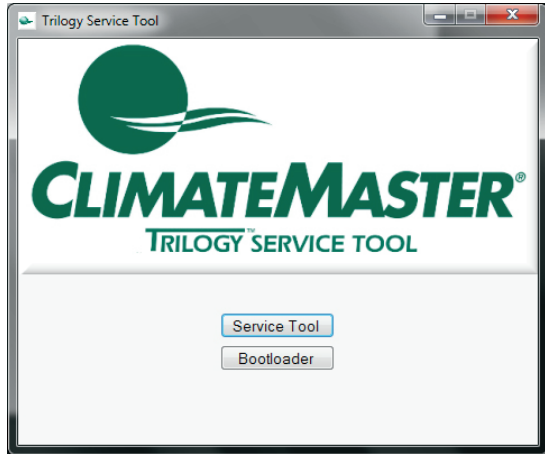 Trilogy Service Tool
CLIMATEMASTER®
TRILOGY™ SERVICE TOOL
Service Tool
Bootloader